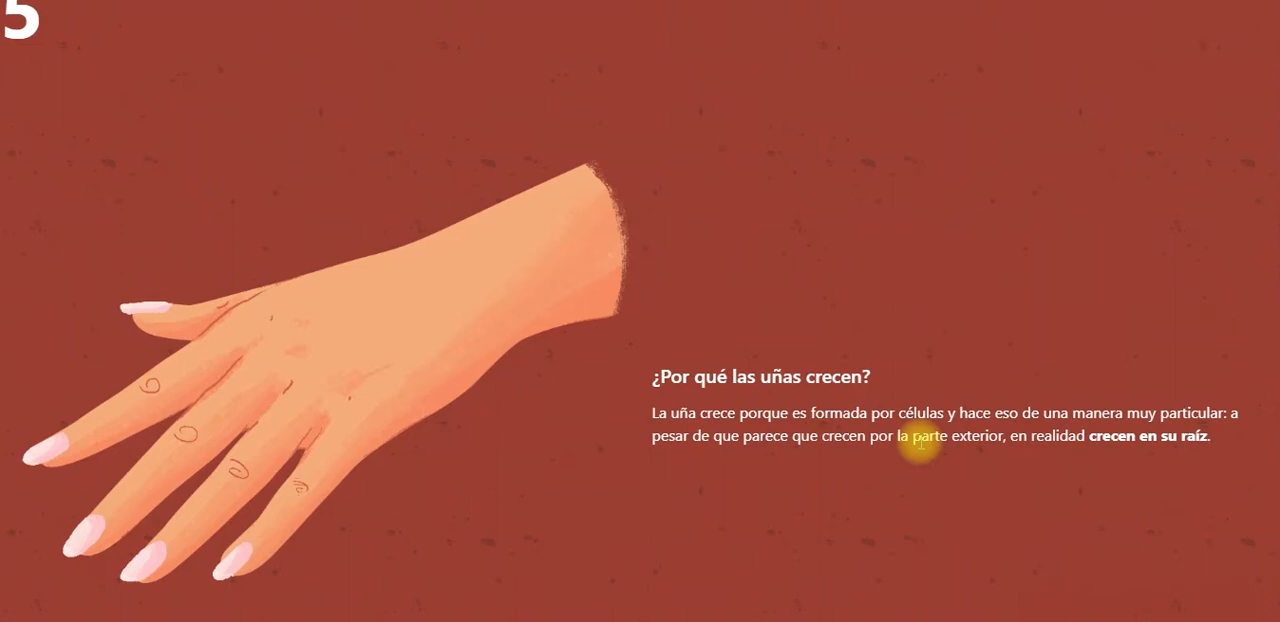 5
¿Por qué las uñas crecen?
La uña crece porque es formada por células y hace eso de una manera muy particular: a
pesar de que parece que crecen por la parte exterior, en realidad crecen en su raíz.